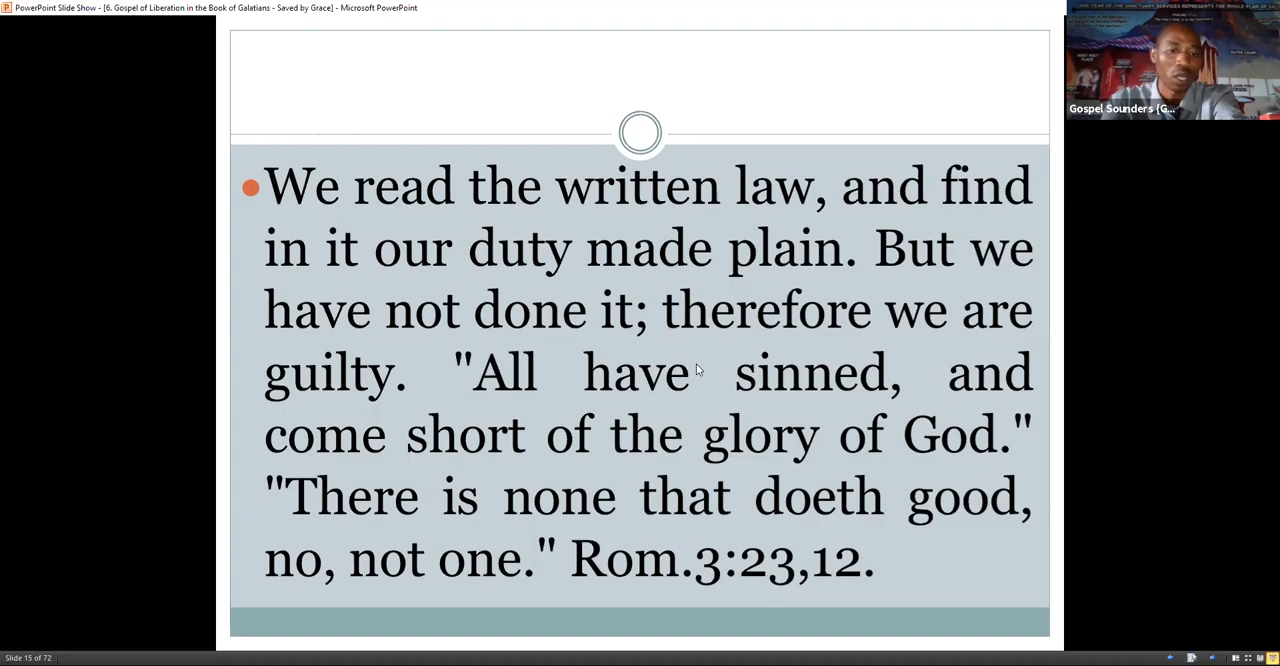 PowerPoint Slide Show - [6. Gospel of Liberation in the Book of Galatians - Saved by Grace] - Microsoft PowerPoint
Gospel Sounders {G...
We read the written law, and find
in it our duty made plain. But we
have not done it; therefore we are
guilty. "All have sinned, and
come short of the glory of God."
"There is none that doeth good,
no, not one." Rom.3:23,12.
Slide 15 of 72